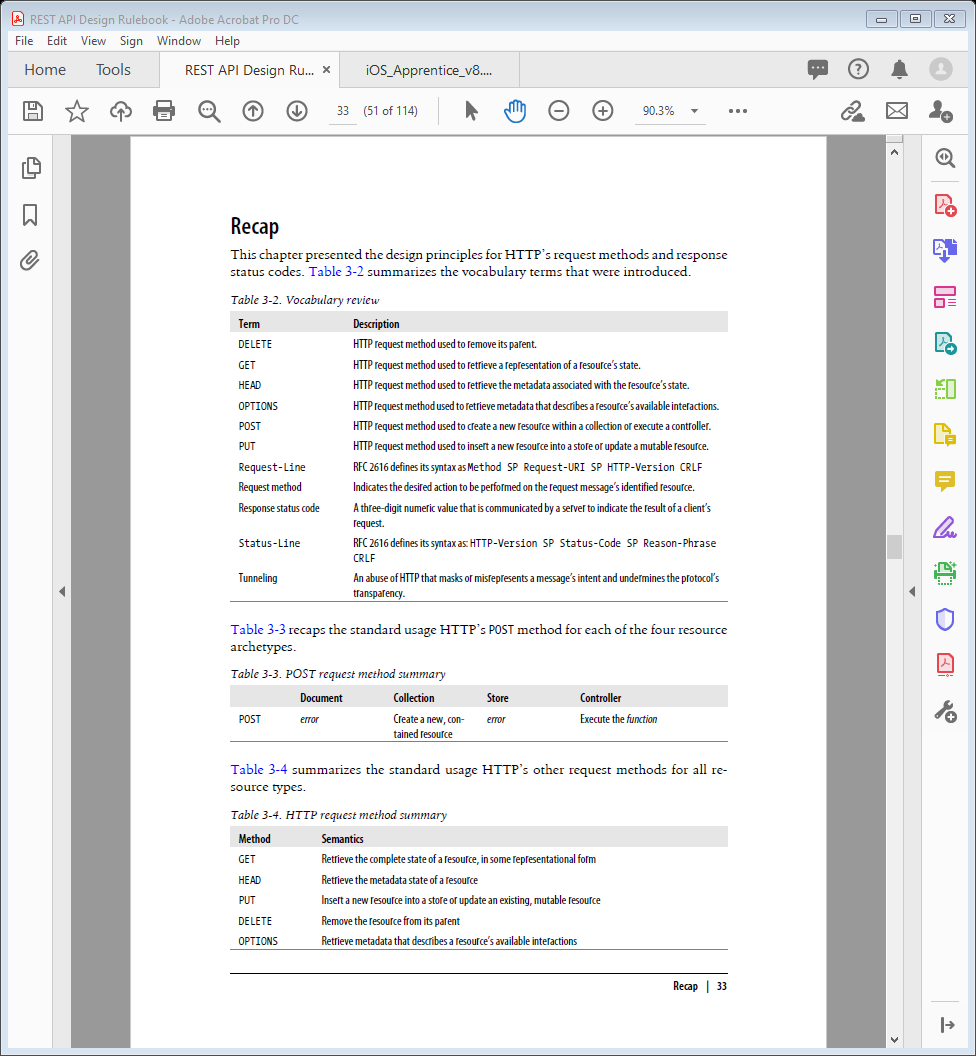 REST API Design Rulebook - Adobe Acrobat Pro DC
File Edit View Sign Window Help
Home Tools REST API Design Ru... × iOS_Apprentice_v8....
33 (51 of 114) 90.3%
Recap
This chapter presented the design principles for HTTP's request methods and response
status codes. Table 3-2 summarizes the vocabulary terms that were introduced.
Table 3-2. Vocabulary review
Term Description
DELETE HTTP request method used to remove its parent.
GET HTTP request method used to retrieve a representation of a resource's state.
HEAD HTTP request method used to retrieve the metadata associated with the resource's state.
OPTIONS HTTP request method used to retrieve metadata that describes a resource's available interactions.
POST HTTP request method used to create a new resource within a collection or execute a controller.
PUT HTTP request method used to insert a new resource into a store or update a mutable resource.
Request-Line RFC 2616 defines its syntax as Method SP Request-URI SP HTTP-Version CRLF
Request method Indicates the desired action to be performed on the request message's identified resource.
Response status code A three-digit numeric value that is communicated by a server to indicate the result of a client's
request.
Status-Line RFC 2616 defines its syntax as: HTTP-Version SP Status-Code SP Reason-Phrase
CRLF
Tunneling An abuse of HTTP that masks or misrepresents a message's intent and undermines the protocol's
transparency.
Table 3-3 recaps the standard usage HTTP's POST method for each of the four resource
archetypes.
Table 3-3. POST request method summary
Document Collection Store Controller
POST error Create a new, con- error Execute the function
tained resource
Table 3-4 summarizes the standard usage HTTP's other request methods for all re-
source types.
Table 3-4. HTTP request method summary
Method Semantics
GET Retrieve the complete state of a resource, in some representational form
HEAD Retrieve the metadata state of a resource
PUT Insert a new resource into a store or update an existing, mutable resource
DELETE Remove the resource from its parent
OPTIONS Retrieve metadata that describes a resource's available interactions
Recap | 33